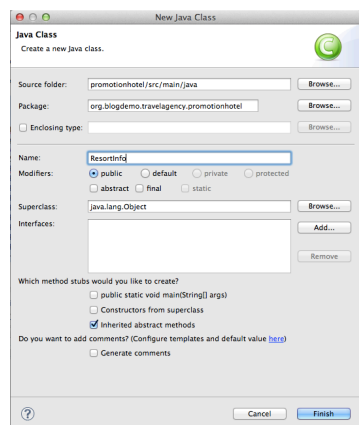 New Java Class
Java Class
Create a new Java class.
C
Source folder: promotionhotel/src/main/java Browse...
Package: org.blogdemo.travelagency.promotionhotel Browse...
Enclosing type: Browse...
Name: ResortInfo
Modifiers: public default private protected
abstract final static
Superclass: java.lang.Object Browse...
Interfaces: Add...
Remove
Which method stubs would you like to create?
public static void main(String[] args)
Constructors from superclass
Inherited abstract methods
Do you want to add comments? (Configure templates and default value here)
Generate comments
? Cancel Finish